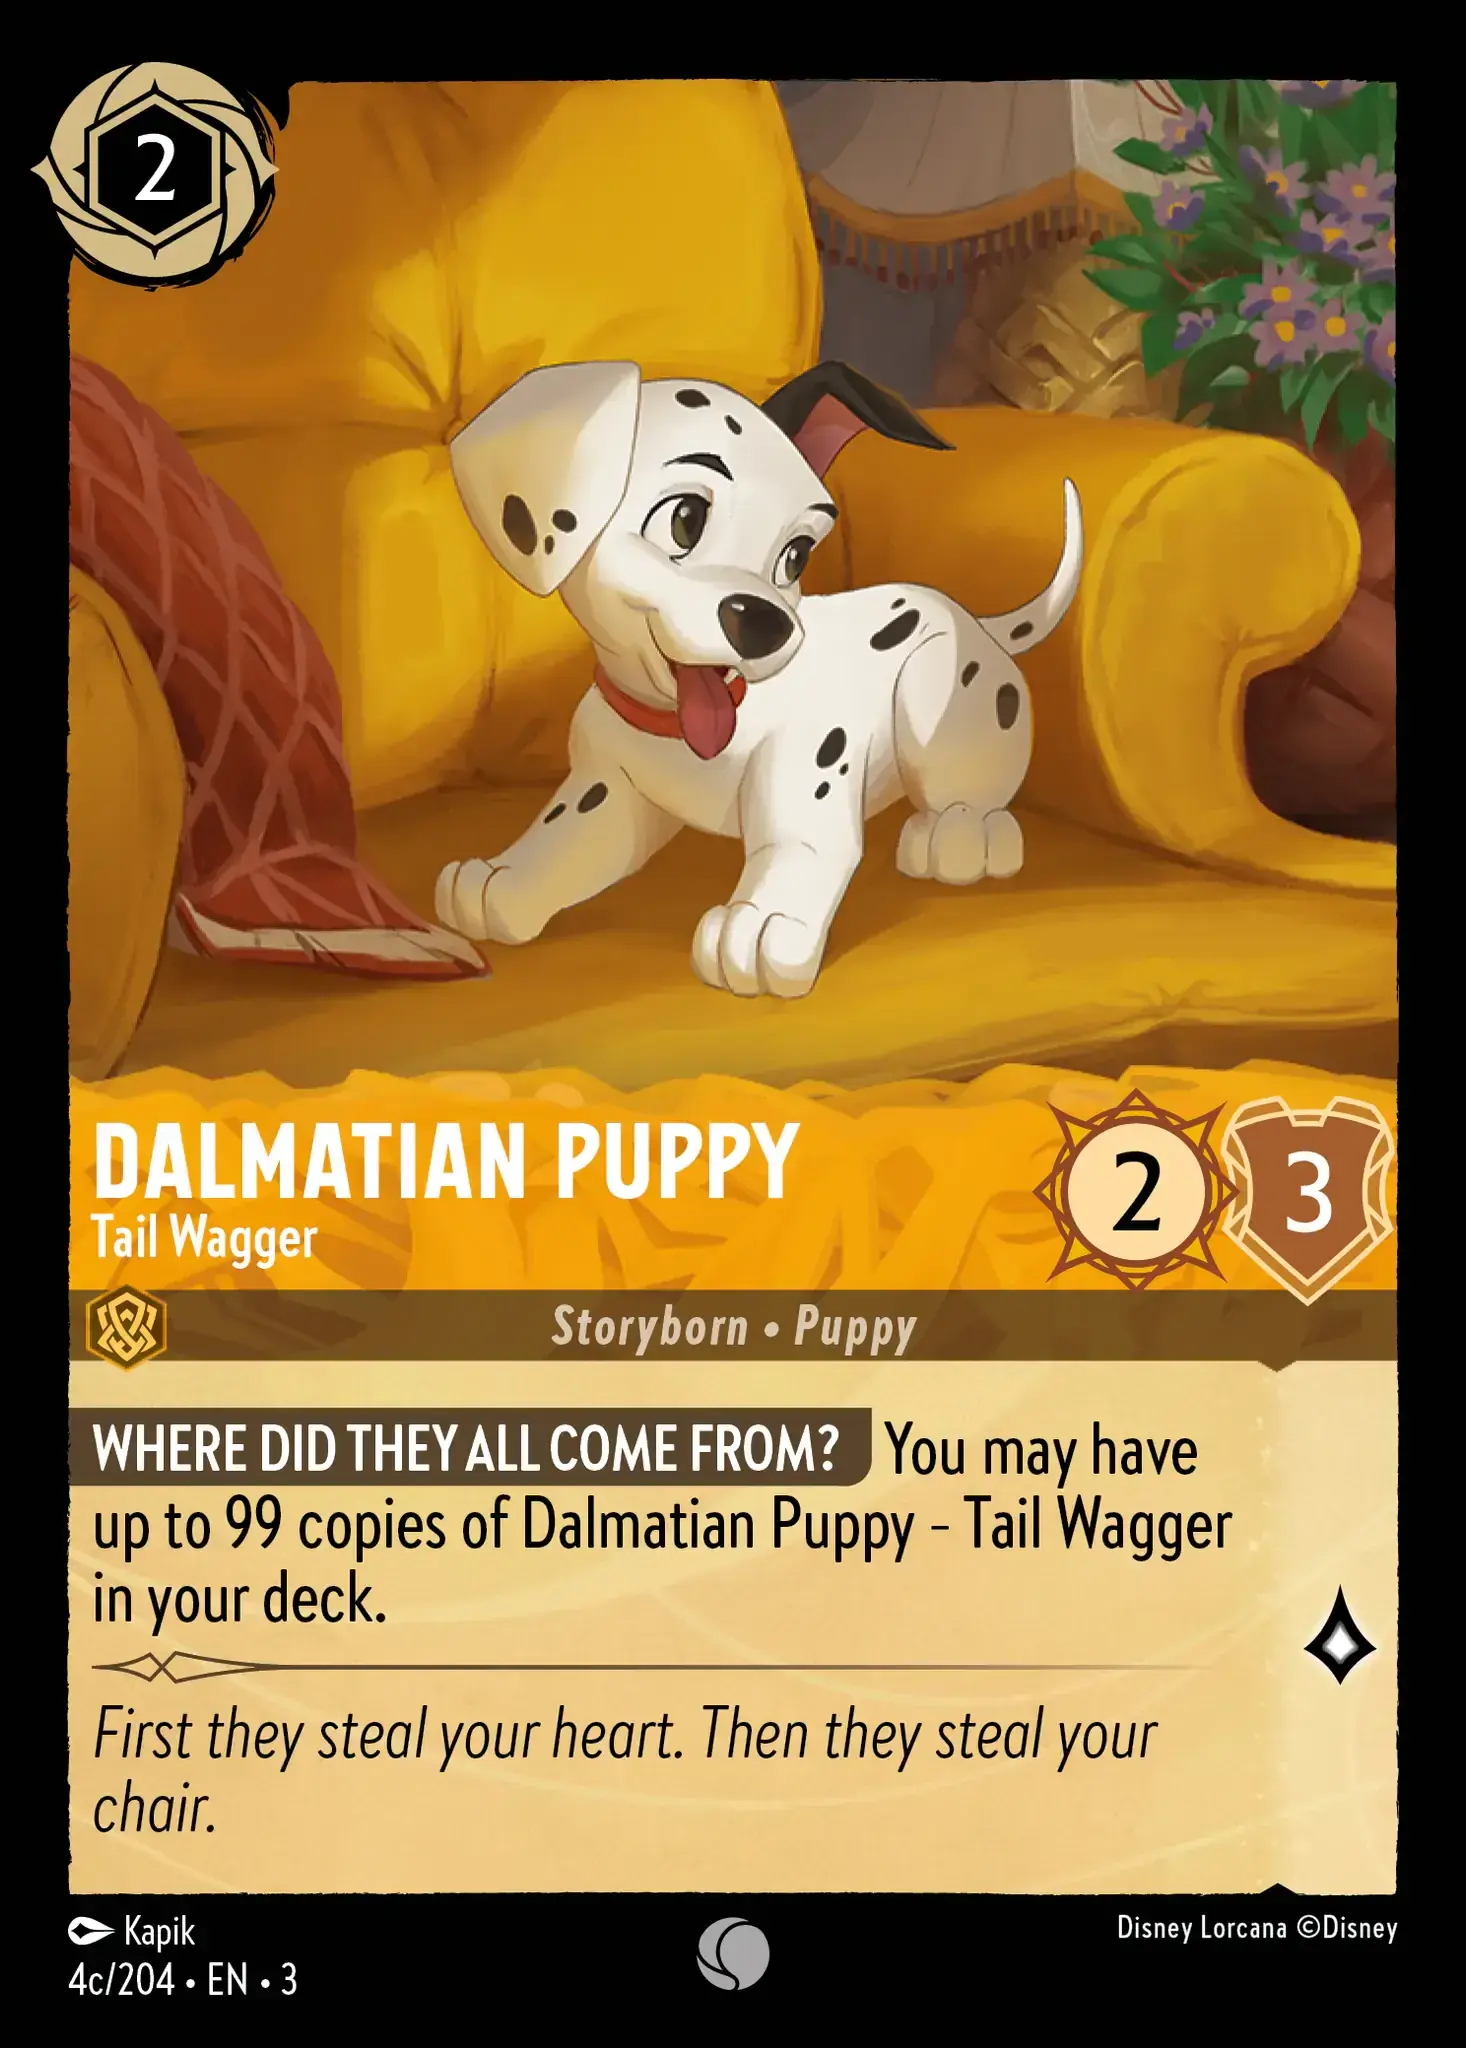 2
DALMATIAN PUPPY
Tail Wagger
2
3
Storyborn • Puppy
WHERE DID THEY ALL COME FROM? You may have
up to 99 copies of Dalmatian Puppy - Tail Wagger
in your deck.
First they steal your heart. Then they steal your
chair.
Kapik
Disney Lorcana ©Disney
4c/204 • EN • 3